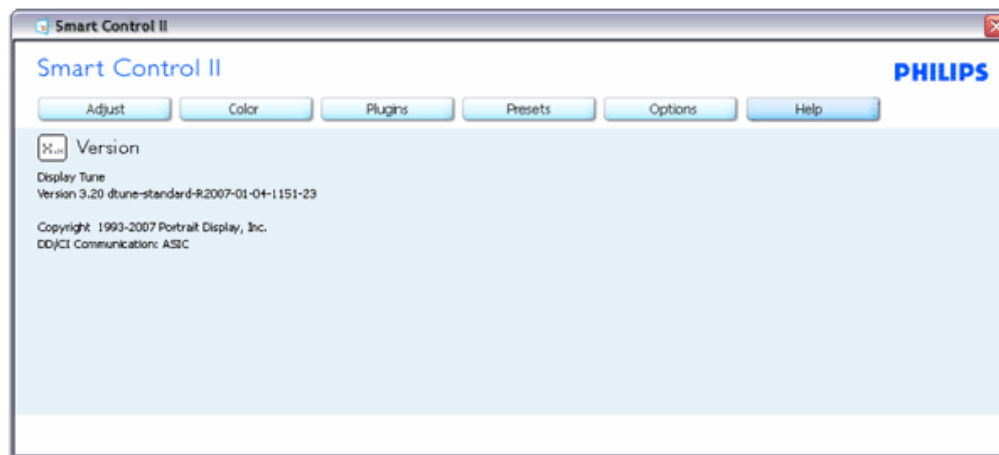 Smart Control II
Smart Control II
PHILIPS
Adjust Color Plugins Presets Options Help
Version
Display Tune
Version 3.20 dtune-standard-R2007-01-04-1151-23
Copyright 1993-2007 Portrait Display, Inc.
DD/CI Communication: ASIC